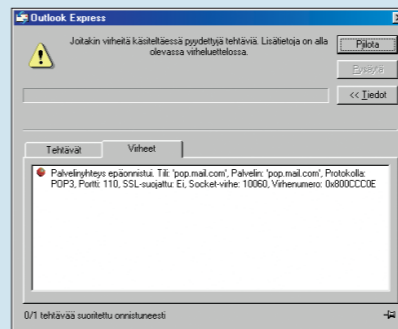 Outlook Express
Joitakin virheitä käsiteltäessä pyydettyjä tehtäviä. Lisätietoja on alla
olevassa virheluettelossa.
Piilota
Pysäytä
<< Tiedot
Tehtävät
Virheet
Palvelinyhteys epäonnistui. Tili: 'pop.mail.com', Palvelin: 'pop.mail.com', Protokolla:
POP3, Portti: 110, SSL-suojattu: Ei, Socket-virhe: 10060, Virhenumero: 0x800CCC0E
0/1 tehtävää suoritettu onnistuneesti